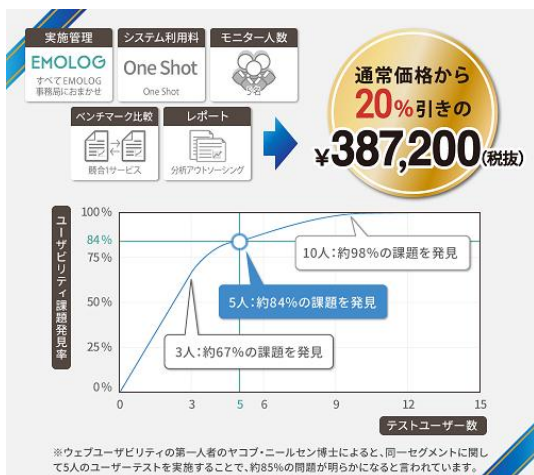 実施管理
EMOLOG
すべてEMOLOG
事務局におまかせ
システム利用料
One Shot
One Shot
モニター人数
5名
ベンチマーク比較
競合1サービス
レポート
分析アウトソーシング
通常価格から
20%引きの
¥387,200(税抜)
ユーザビリティ課題発見率
100%
84%
75%
50%
25%
0%
10人:約98%の課題を発見
5人:約84%の課題を発見
3人:約67%の課題を発見
0
3
5
6
9
12
15
テストユーザー数
※ウェブユーザビリティの第一人者のヤコブ・ニールセン博士によると、同一セグメントに関し
て5人のユーザーテストを実施することで、約85%の問題が明らかになると言われています。